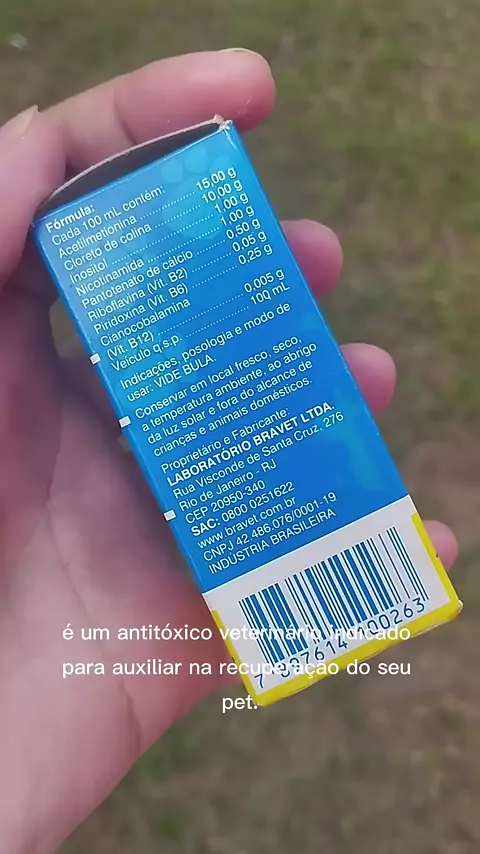 Fórmula:
Cada 100 mL contém:
Acetilmetionina ........ 15,00 g
Cloreto de colina ........ 10,00 g
Inositol ........ 1,00 g
Nicotinamida ........ 1,00 g
Pantotenato de cálcio ........ 0,50 g
Riboflavina (Vit. B2) ........ 0,05 g
Piridoxina (Vit. B6) ........ 0,25 g
Cianocobalamina
(Vit. B12) ........ 0,005 g
Veículo q.s.p. ........ 100 mL
Indicações, posologia e modo de
usar: VIDE BULA.
Conservar em local fresco, seco,
a temperatura ambiente, ao abrigo
da luz solar e fora do alcance de
crianças e animais domésticos.
Proprietário e Fabricante:
LABORATÓRIO BRAVET LTDA.
Rua Visconde de Santa Cruz, 276
Rio de Janeiro - RJ
CEP 20950-340
SAC: 0800 0251622
www.bravet.com.br
CNPJ 42.486.076/0001-19
INDÚSTRIA BRASILEIRA
é um antitóxico veterinário indicado
para auxiliar na recuperação do seu
pet.